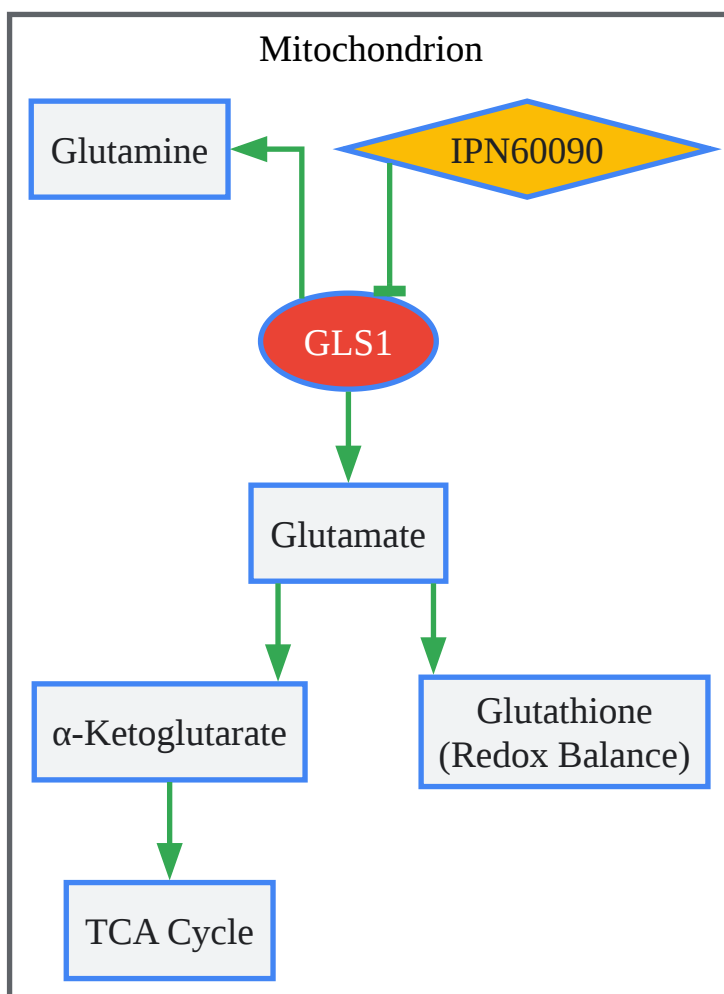 Mitochondrion
Glutamine
IPN60090
GLS1
Glutamate
α-Ketoglutarate
Glutathione
(Redox Balance)
TCA Cycle